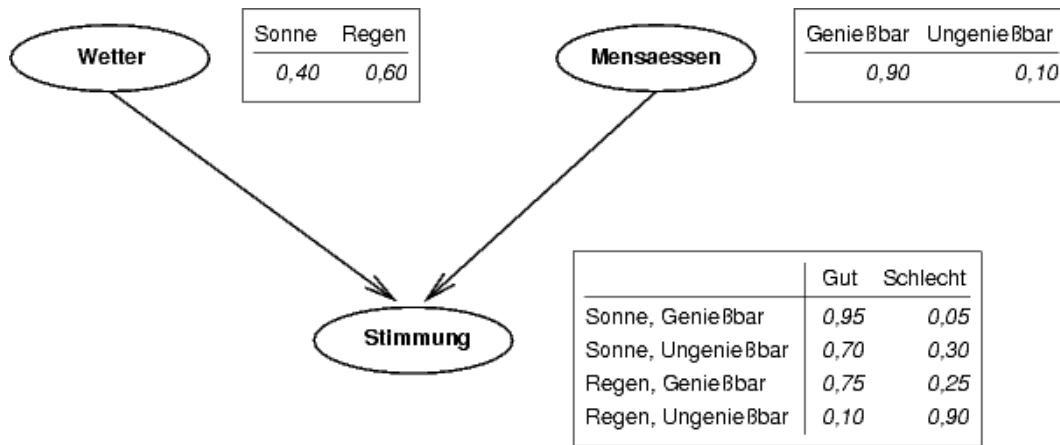 Wetter
Sonne Regen
0,40 0,60
Mensaessen
Genießbar Ungenießbar
0,90 0,10
Stimmung
Gut Schlecht
Sonne, Genießbar 0,95 0,05
Sonne, Ungenießbar 0,70 0,30
Regen, Genießbar 0,75 0,25
Regen, Ungenießbar 0,10 0,90